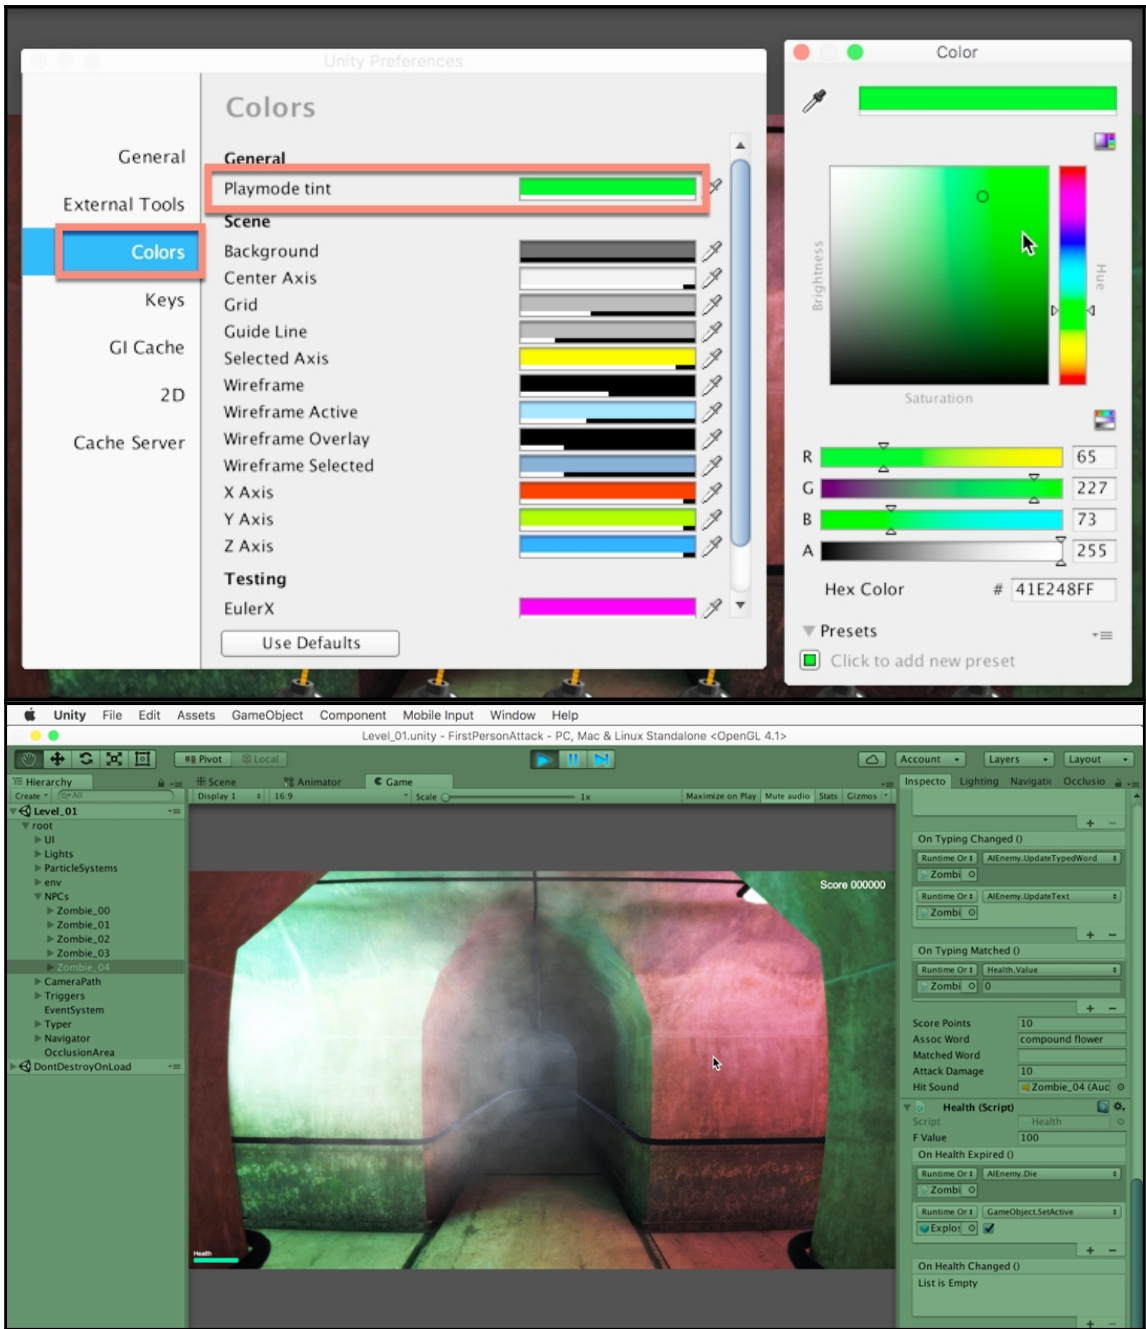 Unity Preferences
Colors
General
External Tools
Colors
Keys
GI Cache
2D
Cache Server
General
Playmode tint
Scene
Background
Center Axis
Grid
Guide Line
Selected Axis
Wireframe
Wireframe Active
Wireframe Overlay
Wireframe Selected
X Axis
Y Axis
Z Axis
Testing
EulerX
Use Defaults
Color
Brightness
Hue
Saturation
R 65
G 227
B 73
A 255
Hex Color # 41E248FF
Presets
Click to add new preset
Unity File Edit Assets GameObject Component Mobile Input Window Help
Level_01.unity - FirstPersonAttack - PC, Mac & Linux Standalone <OpenGL 4.1>
Pivot Local Account Layers Layout
Hierarchy
Create All
Level_01
root
UI
Lights
ParticleSystems
env
NPCs
Zombie_00
Zombie_01
Zombie_02
Zombie_03
Zombie_04
CameraPath
Triggers
EventSystem
Typer
Navigator
OcclusionArea
DontDestroyOnLoad
Scene Animator Game
Display 1 16:9 Scale 1x Maximize on Play Mute audio Stats Gizmos
Score 000000
Health
Inspecto Lighting Navigatic Occlusio
On Typing Changed ()
Runtime Or AIEnemy.UpdateTypedWord
Zombi
Runtime Or AIEnemy.UpdateText
Zombi
On Typing Matched ()
Runtime Or Health.Value
Zombi 0
Score Points 10
Assoc Word compound flower
Matched Word
Attack Damage 10
Hit Sound Zombie_04 (Auc
Health (Script)
Script Health
F Value 100
On Health Expired ()
Runtime Or AIEnemy.Die
Zombi
Runtime Or GameObject.SetActive
Explos
On Health Changed ()
List is Empty